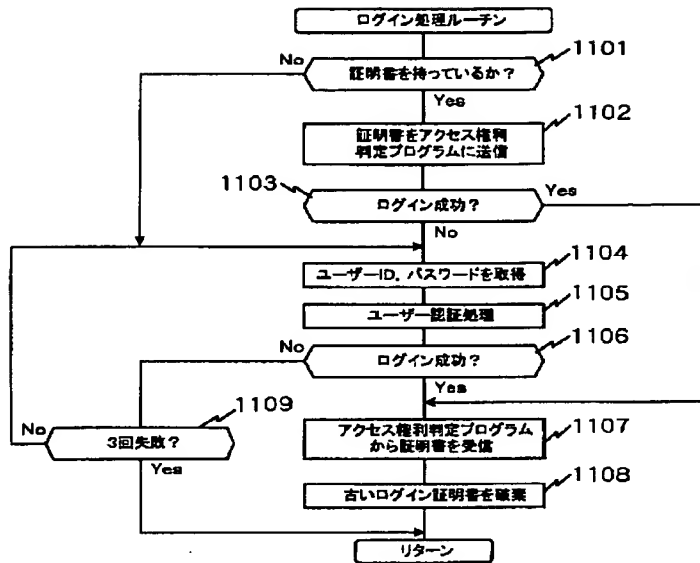 ログイン処理ルーチン
1101
No
証明書を持っているか？
Yes
1102
証明書をアクセス権利
判定プログラムに送信
1103
ログイン成功？
Yes
No
1104
ユーザーID，パスワードを取得
1105
ユーザー認証処理
1106
No
ログイン成功？
Yes
1109
No
3回失敗？
Yes
1107
アクセス権利判定プログラム
から証明書を受信
1108
古いログイン証明書を破棄
リターン